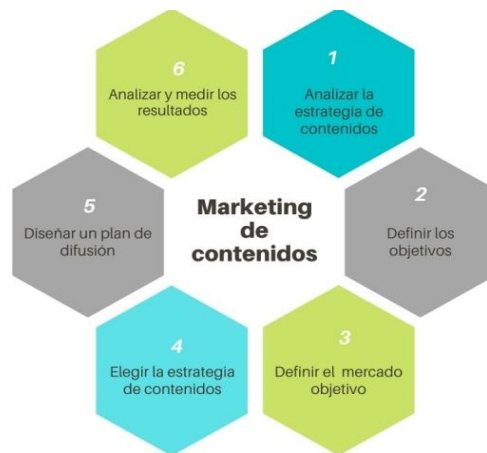 Marketing
de
contenidos
1
Analizar la
estrategia de
contenidos
2
Definir los
objetivos
3
Definir el mercado
objetivo
4
Elegir la estrategia
de contenidos
5
Diseñar un plan de
difusión
6
Analizar y medir los
resultados